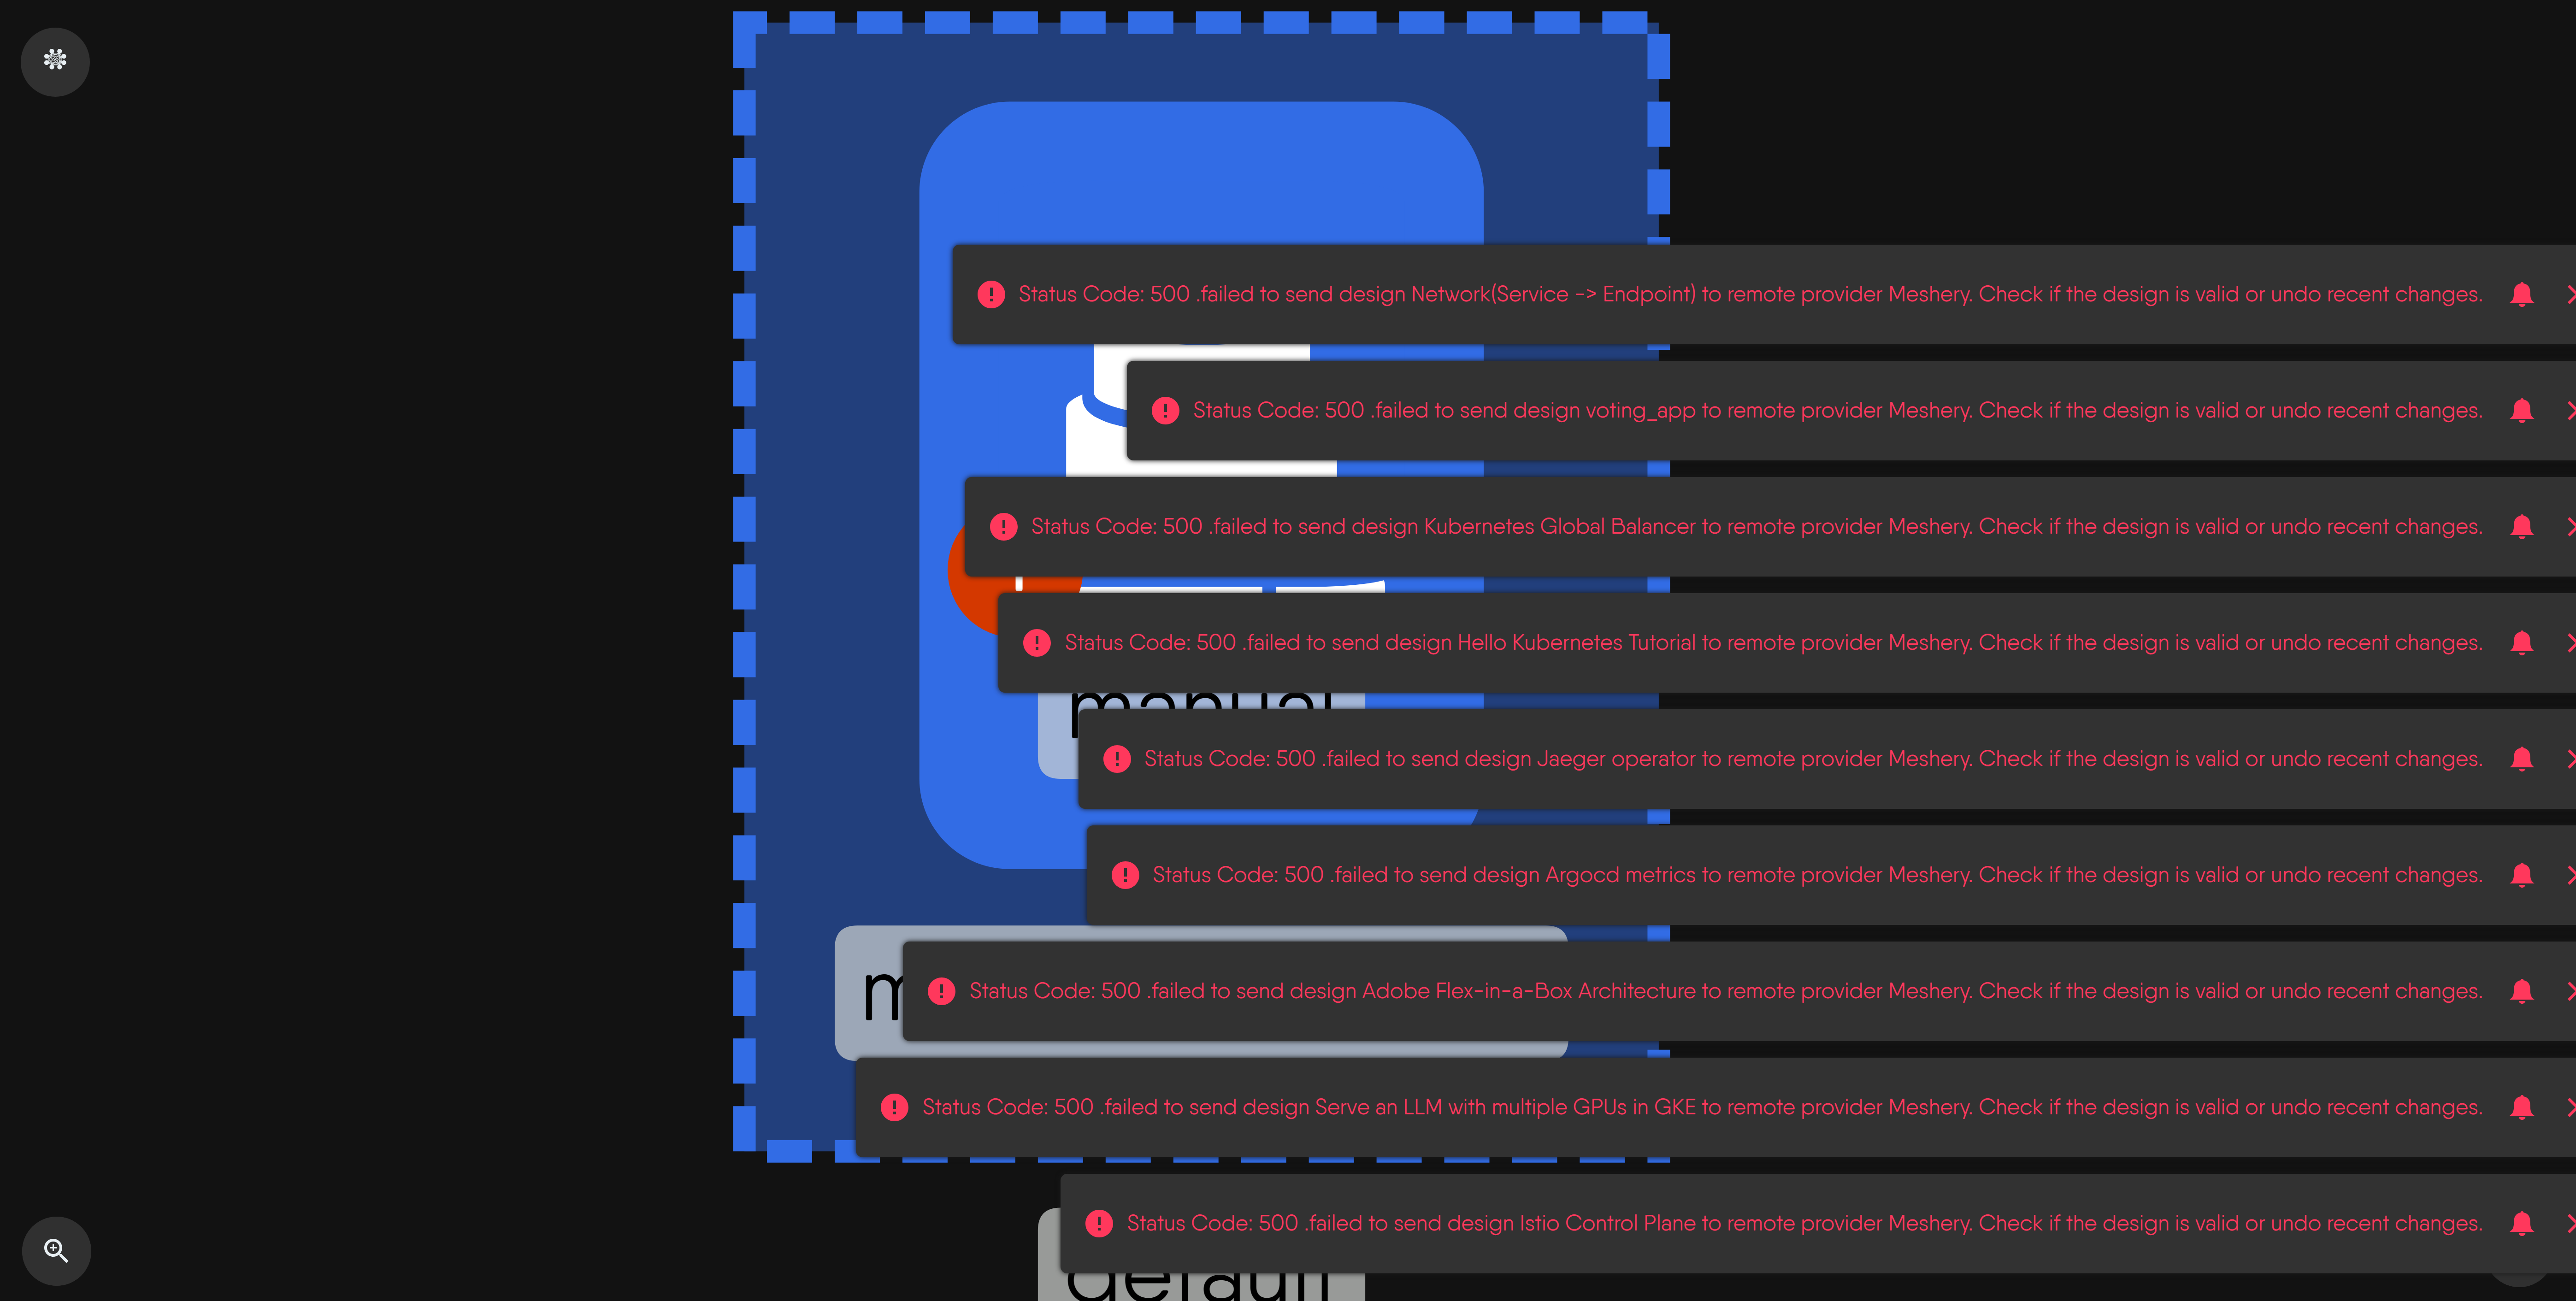 Status Code: 500 .failed to send design Network(Service -> Endpoint) to remote provider Meshery. Check if the design is valid or undo recent changes.
Status Code: 500 .failed to send design voting_app to remote provider Meshery. Check if the design is valid or undo recent changes.
Status Code: 500 .failed to send design Kubernetes Global Balancer to remote provider Meshery. Check if the design is valid or undo recent changes.
Status Code: 500 .failed to send design Hello Kubernetes Tutorial to remote provider Meshery. Check if the design is valid or undo recent changes.
manual
Status Code: 500 .failed to send design Jaeger operator to remote provider Meshery. Check if the design is valid or undo recent changes.
Status Code: 500 .failed to send design Argocd metrics to remote provider Meshery. Check if the design is valid or undo recent changes.
Status Code: 500 .failed to send design Adobe Flex-in-a-Box Architecture to remote provider Meshery. Check if the design is valid or undo recent changes.
Status Code: 500 .failed to send design Serve an LLM with multiple GPUs in GKE to remote provider Meshery. Check if the design is valid or undo recent changes.
Status Code: 500 .failed to send design Istio Control Plane to remote provider Meshery. Check if the design is valid or undo recent changes.
default